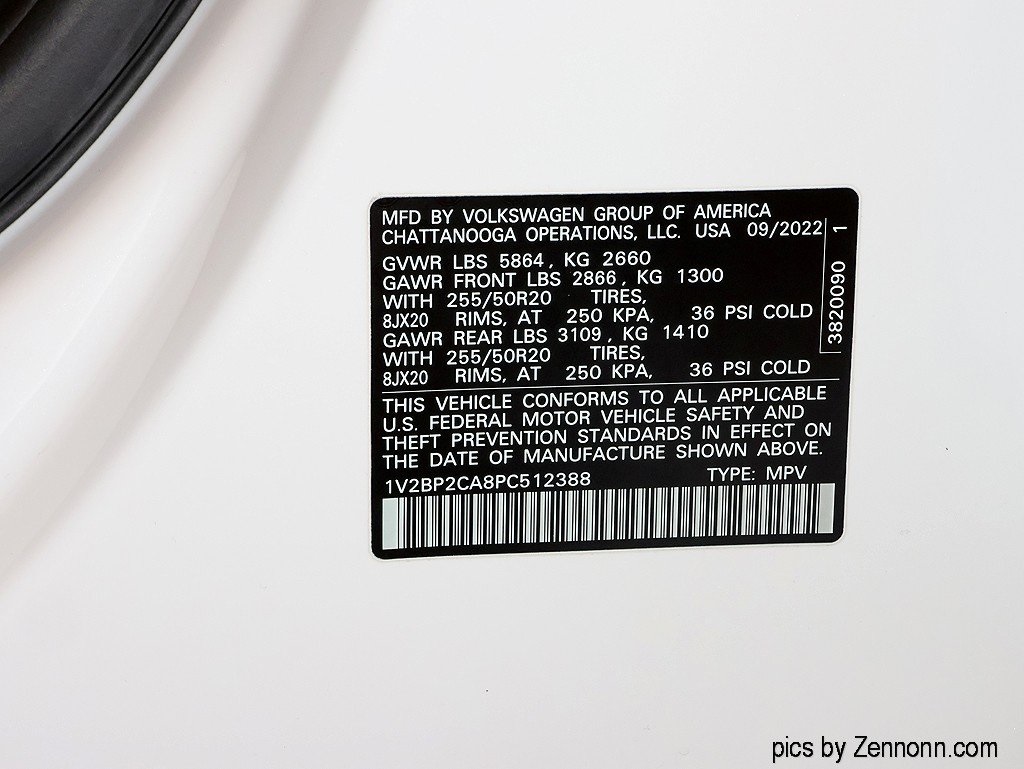 MFD BY VOLKSWAGEN GROUP OF AMERICA
CHATTANOOGA OPERATIONS, LLC. USA 09/2022
GVWR LBS 5864, KG 2660
GAWR FRONT LBS 2866, KG 1300
WITH 255/50R20 TIRES,
8JX20 RIMS, AT 250 KPA, 36 PSI COLD
GAWR REAR LBS 3109, KG 1410
WITH 255/50R20 TIRES,
8JX20 RIMS, AT 250 KPA, 36 PSI COLD
3820090 1
THIS VEHICLE CONFORMS TO ALL APPLICABLE
U.S. FEDERAL MOTOR VEHICLE SAFETY AND
THEFT PREVENTION STANDARDS IN EFFECT ON
THE DATE OF MANUFACTURE SHOWN ABOVE.
1V2BP2CA8PC512388 TYPE: MPV
pics by Zennonn.com